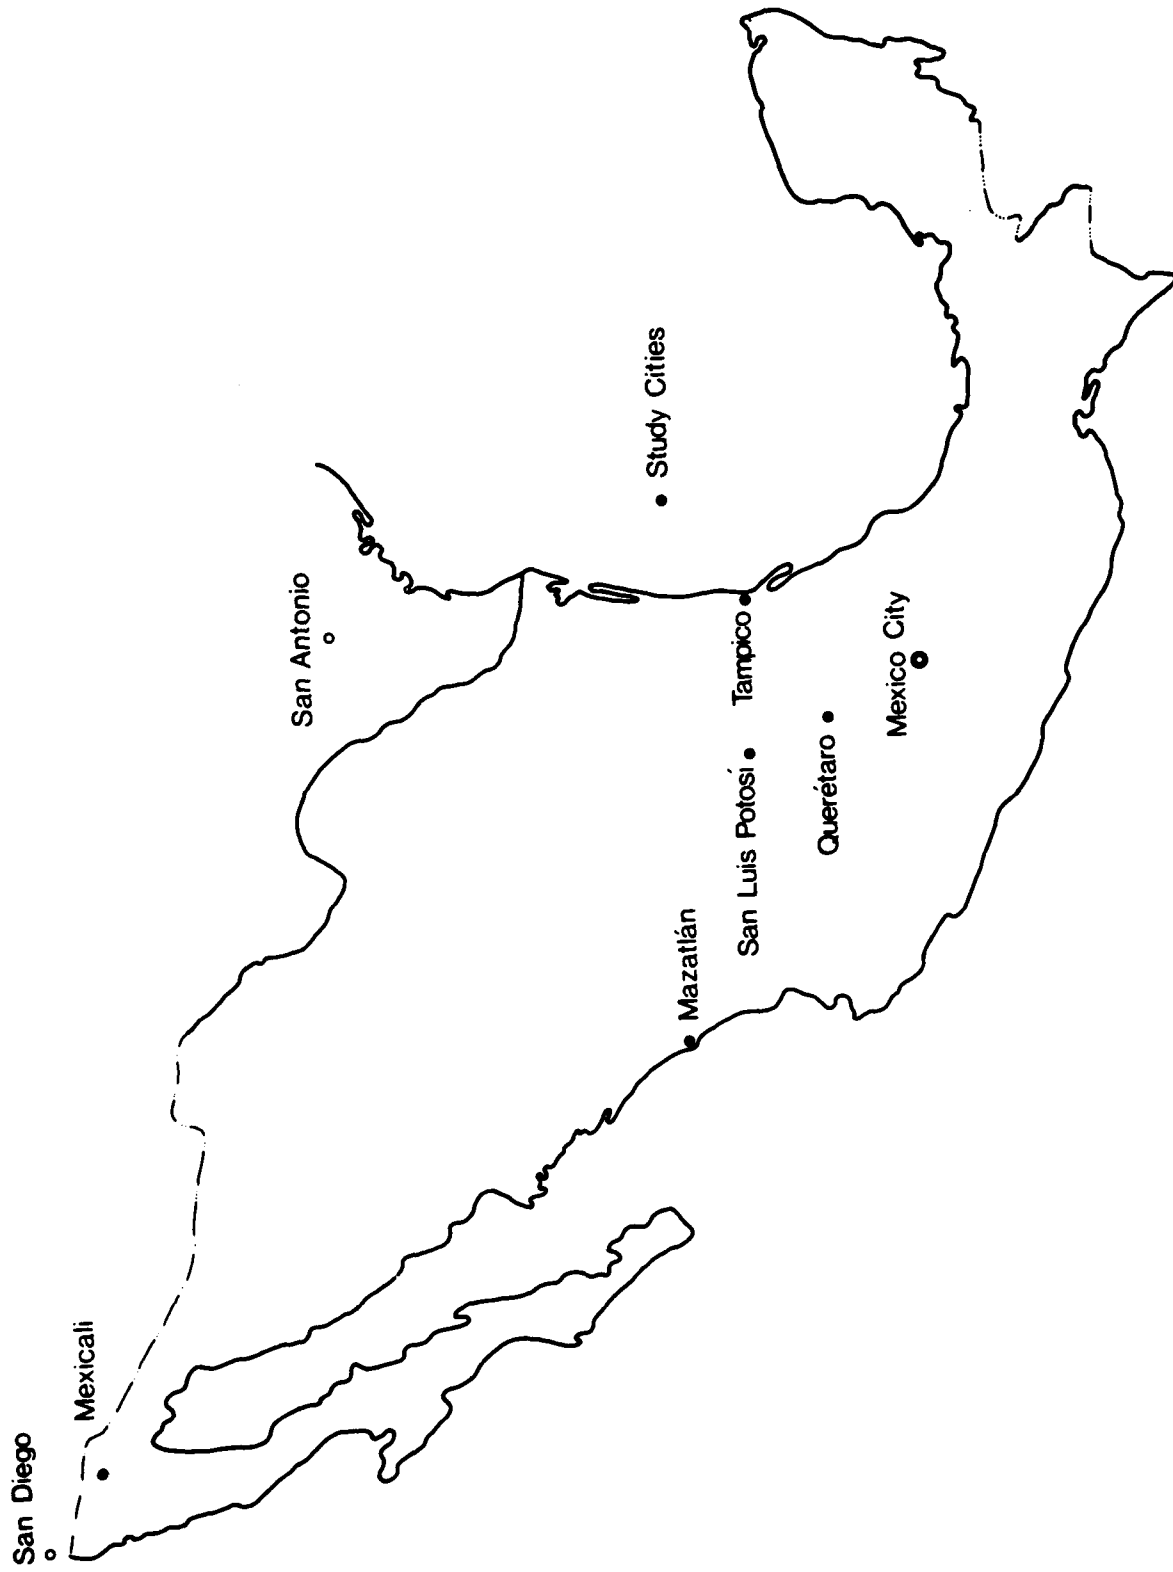 San Diego
Mexicali
San Antonio
Study Cities
Mazatlán
San Luis Potosí
Tampico
Querétaro
Mexico City